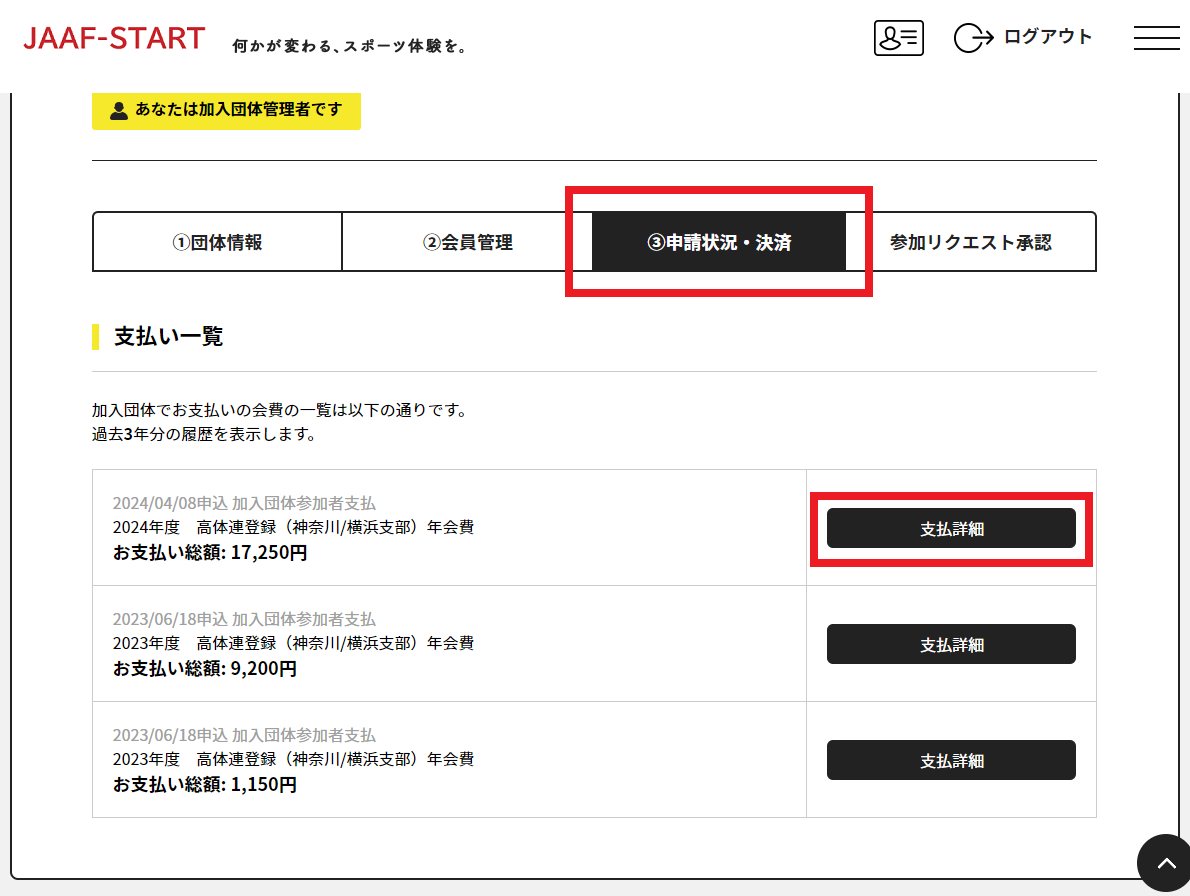 JAAF-START 何かが変わる、スポーツ体験を。
ログアウト
あなたは加入団体管理者です
①団体情報 ②会員管理 ③申請状況・決済 参加リクエスト承認
支払い一覧
加入団体でお支払いの会費の一覧は以下の通りです。
過去3年分の履歴を表示します。
2024/04/08申込 加入団体参加者支払
2024年度 高体連登録（神奈川/横浜支部）年会費
お支払い総額: 17,250円
支払詳細
2023/06/18申込 加入団体参加者支払
2023年度 高体連登録（神奈川/横浜支部）年会費
お支払い総額: 9,200円
支払詳細
2023/06/18申込 加入団体参加者支払
2023年度 高体連登録（神奈川/横浜支部）年会費
お支払い総額: 1,150円
支払詳細